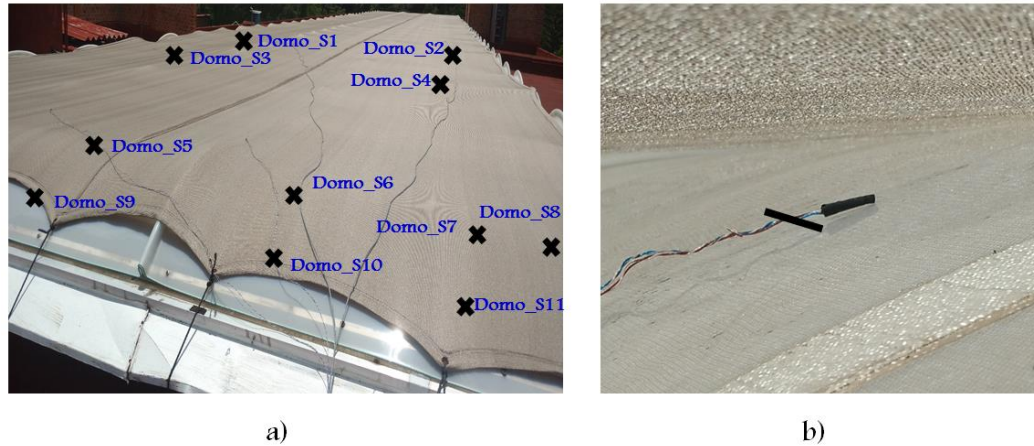 Domo_S1
Domo_S3
Domo_S2
Domo_S4
Domo_S5
Domo_S6
Domo_S9
Domo_S7
Domo_S8
Domo_S10
Domo_S11
a)
b)